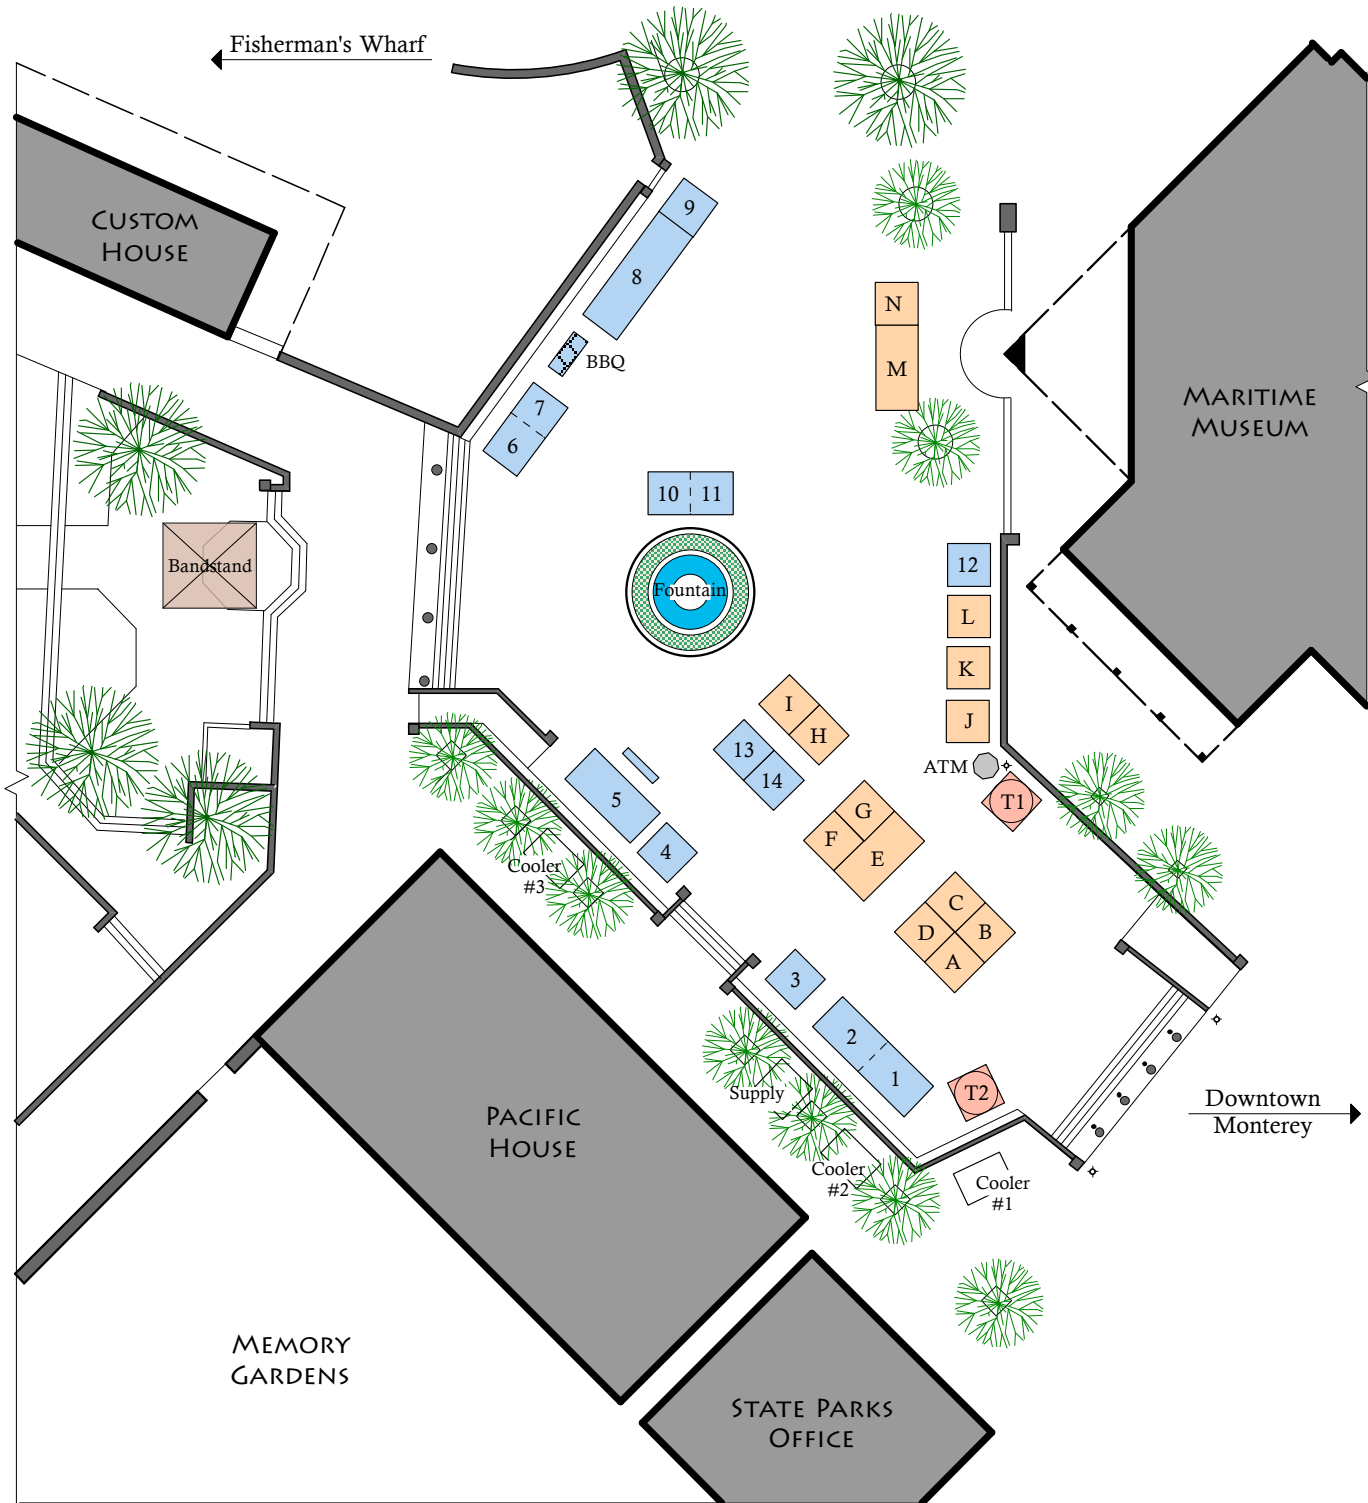 Fisherman's Wharf
CUSTOM
HOUSE
9
8
N
BBQ
M
MARITIME
MUSEUM
7
6
10 11
Bandstand
12
Fountain
L
K
I
J
H
13
ATM
14
5
T1
G
F
4
E
Cooler
#3
C
D
B
A
3
2
1
Supply
T2
Downtown
Monterey
PACIFIC
HOUSE
Cooler
#2
Cooler
#1
MEMORY
GARDENS
STATE PARKS
OFFICE